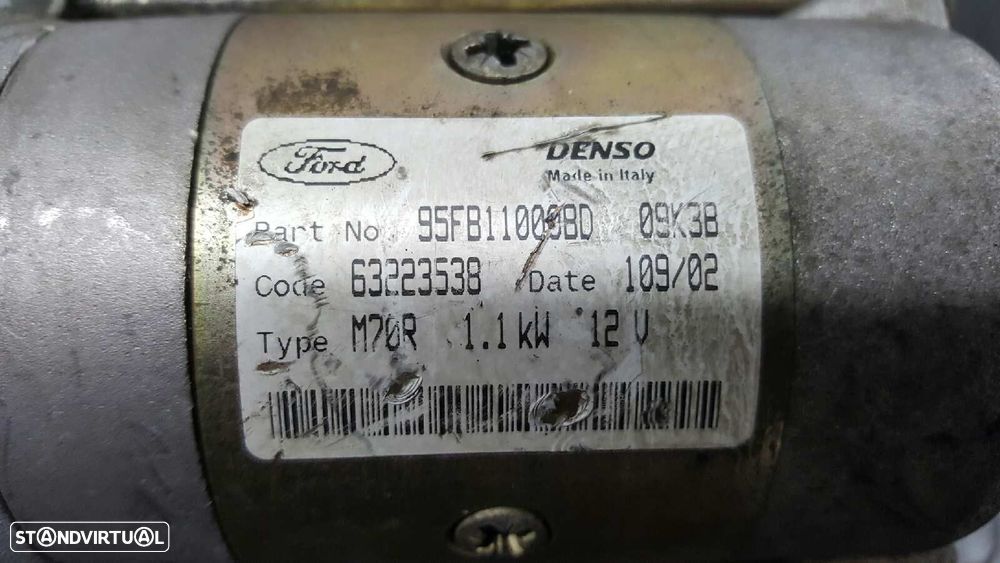 Ford
DENSO
Made in Italy
Part No 95FB11000BD 09K3B
Code 63223538 Date 109/02
Type M70R 1.1kW 12 V
STANDVIRTUAL